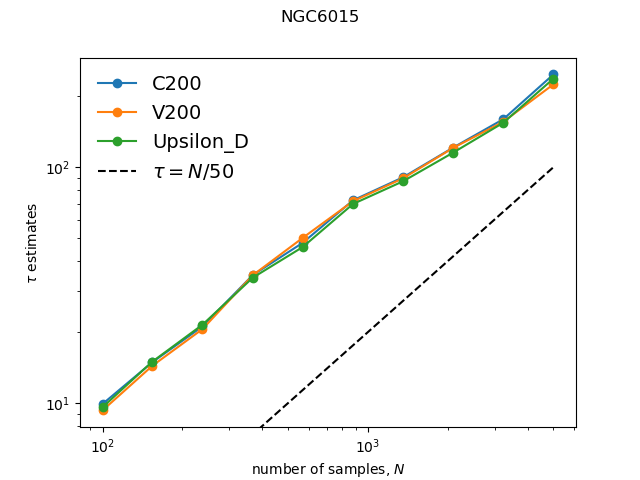 NGC6015
C200
V200
Upsilon_D
τ = N/50
10²
10¹
τ estimates
10²
10³
number of samples, N